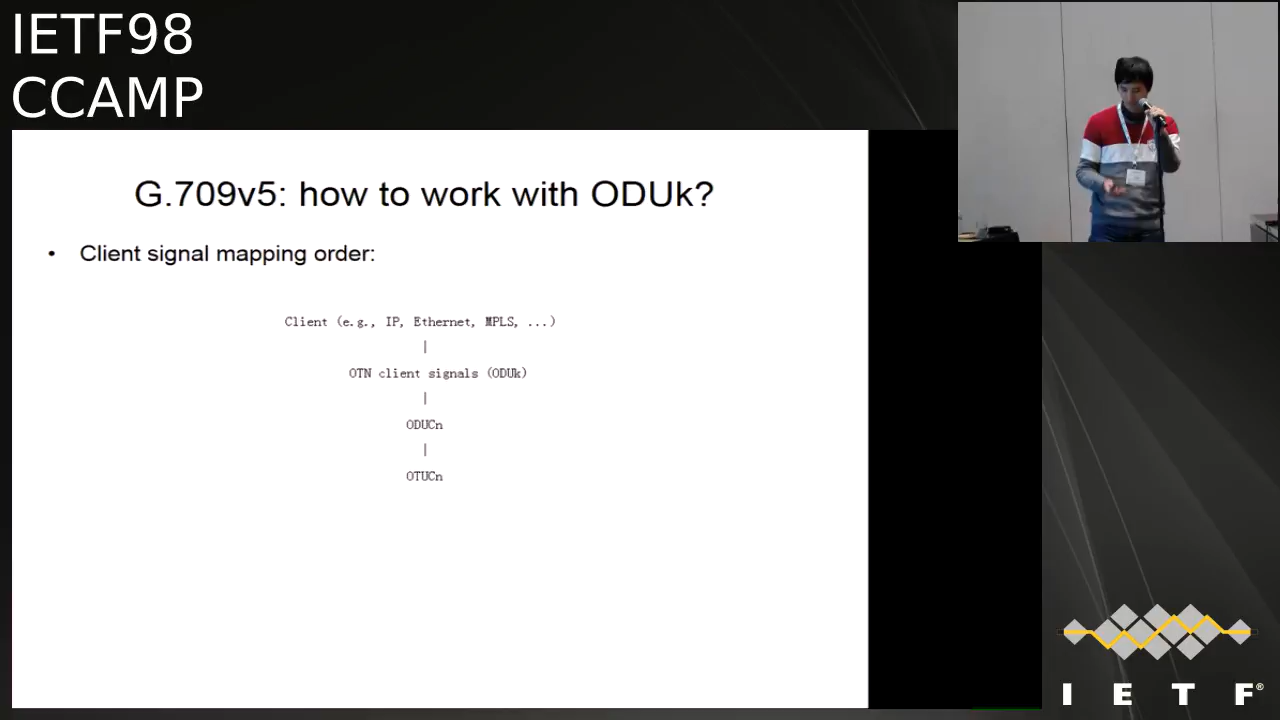 IETF98
CCAMP
G.709v5: how to work with ODUk?
• Client signal mapping order:
Client (e.g., IP, Ethernet, MPLS, ...)
|
OTN client signals (ODUk)
|
ODUCn
|
OTUCn
I E T F®